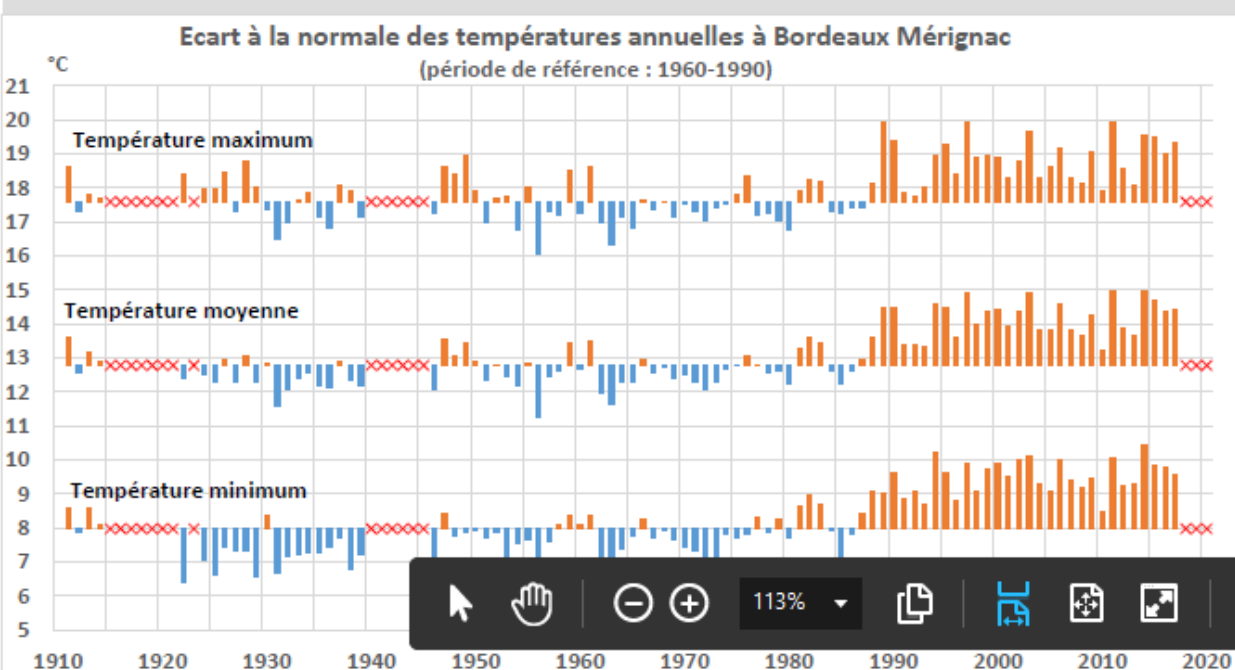 Ecart à la normale des températures annuelles à Bordeaux Mérignac
(période de référence : 1960-1990)
°C
21
20
Température maximum
19
18
17
16
15
Température moyenne
14
13
12
11
10
9
Température minimum
8
7
6
5
113%
1910 1920 1930 1940 1950 1960 1970 1980 1990 2000 2010 2020